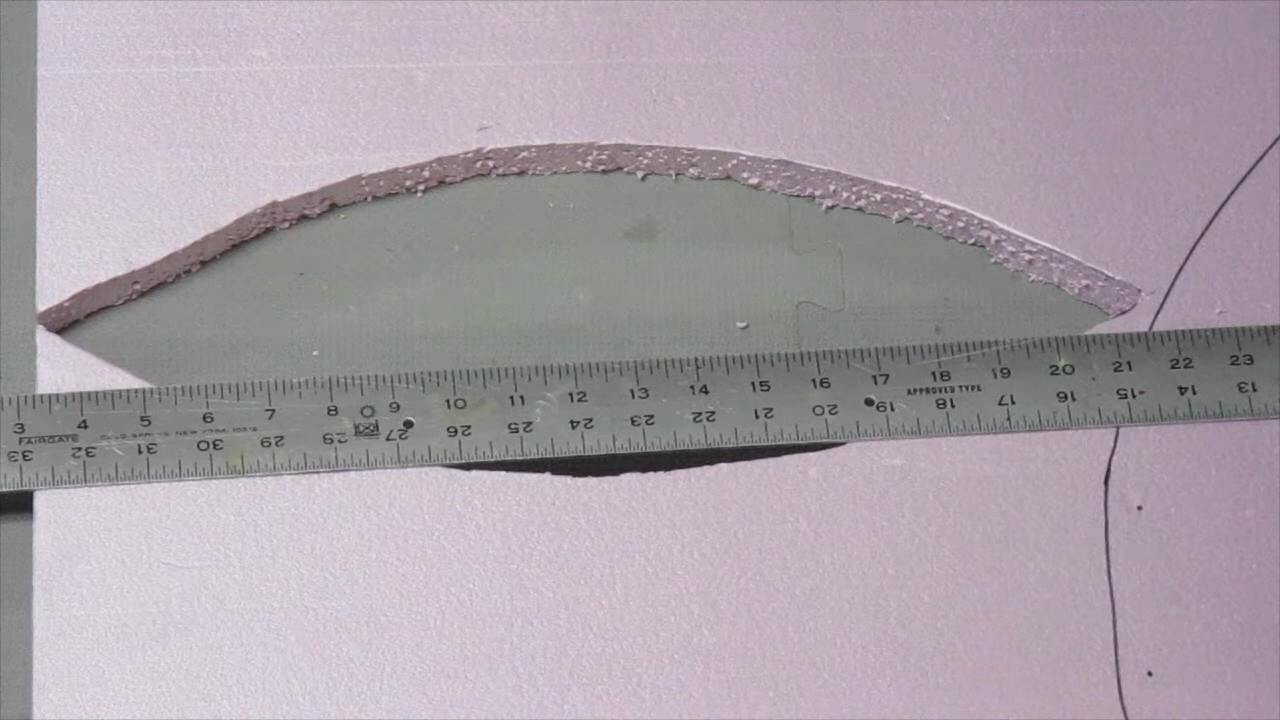 3 4 5 6 7 8 9 10 11 12 13 14 15 16 17 18 19 20 21 22 23
APPROVED TYPE
FAIRGATE
33 32 31 30 29 28 27 26 25 24 23 22 21 20 19 18 17 16 15 14 13